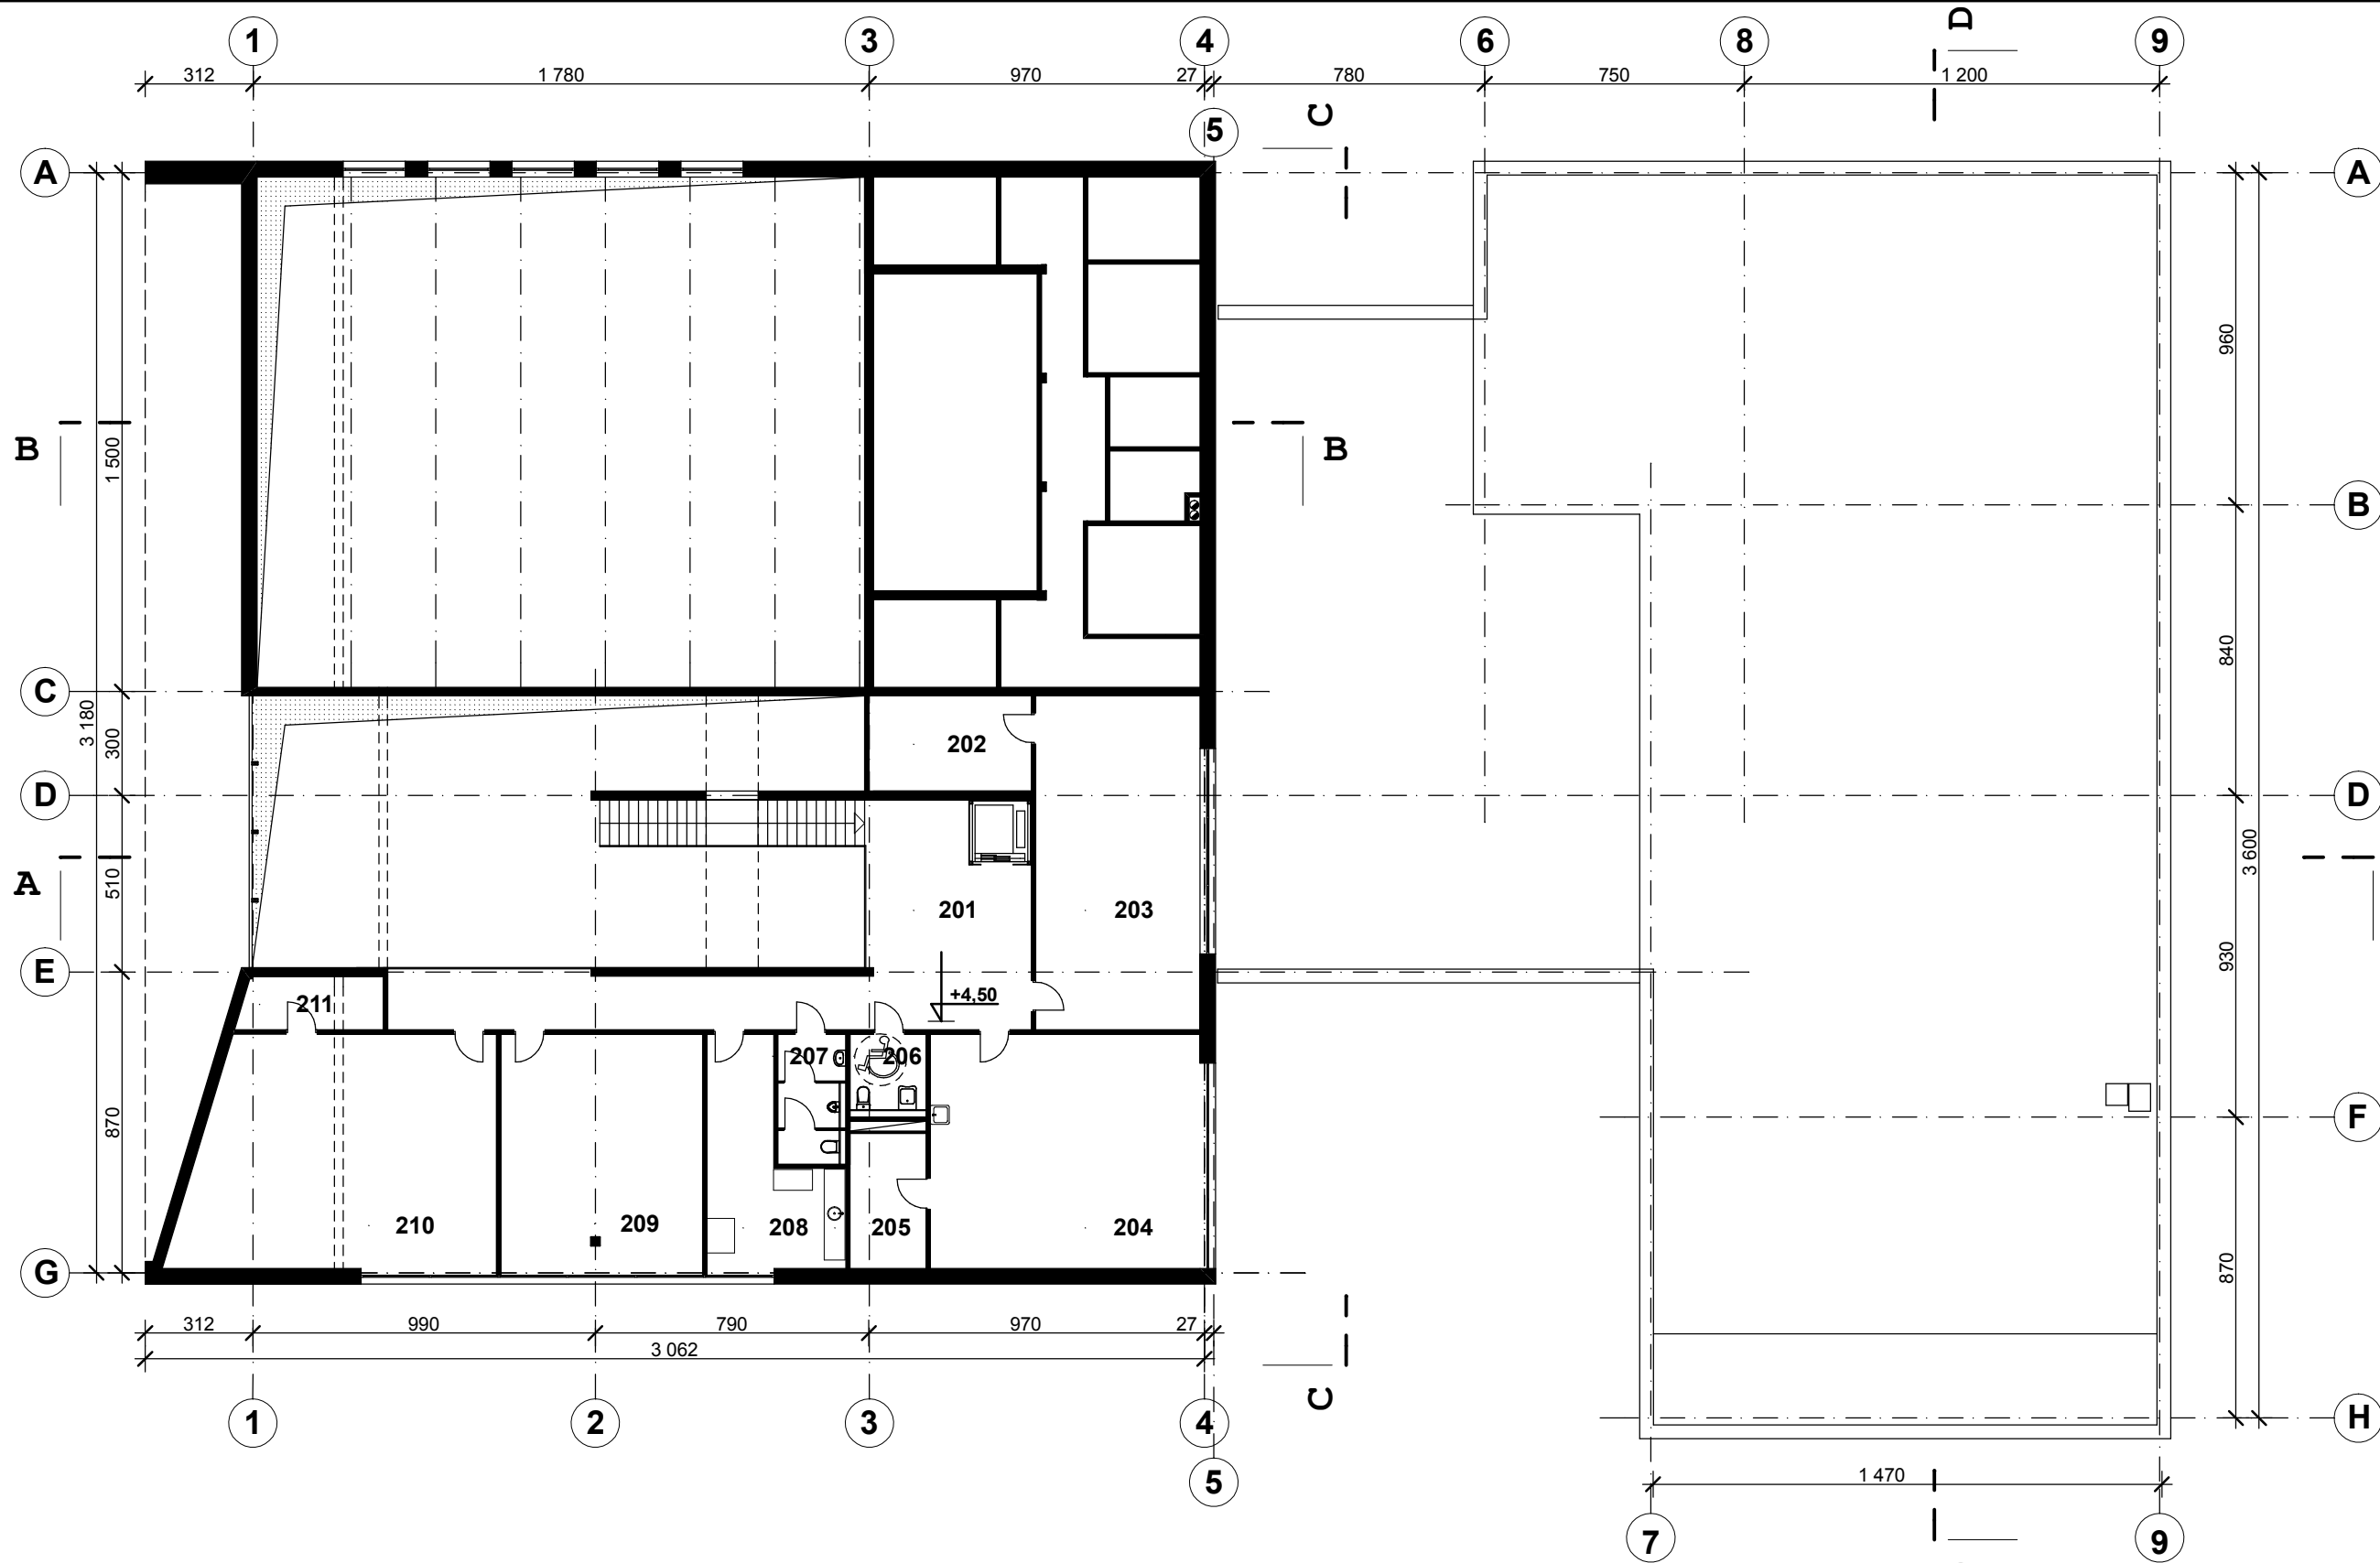 D
1 3 4 6 8 9
312 1 780 970 27 780 750 1 200
C
5
A A
960
B 1 500 B B
840
C
3 180
300 202
D D
3 600
A 510 201 203
930
E
+4,50
211
207 206
F
870
210 209 208 205 204
870
G
312 990 790 970 27
3 062
C
1 2 3 4 H
5
1 470
7 9